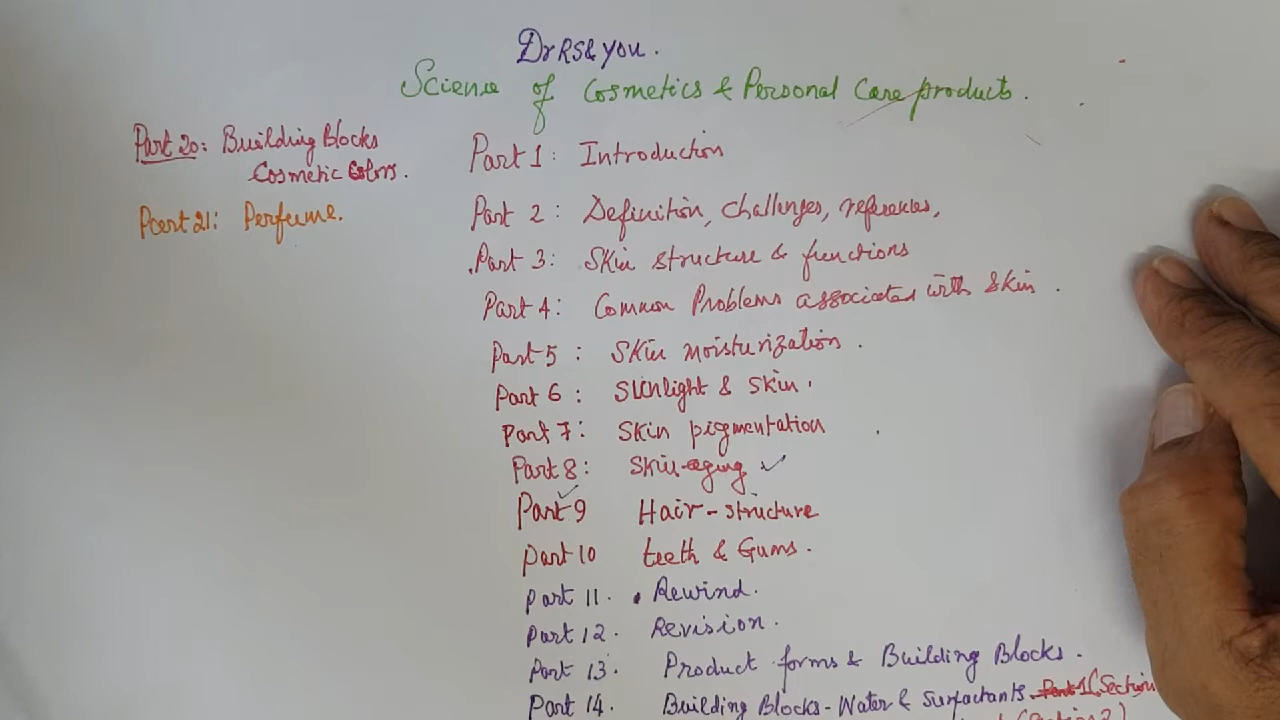 Dr RS & you.
Science of Cosmetics & Personal Care products.
Part 20: Building Blocks
Cosmetic Colors.
Part 21: Perfume.
Part 1: Introduction
Part 2: Definition, challenges, references,
Part 3: Skin structure & functions
Part 4: Common Problems associated with Skin.
Part 5: Skin moisturization.
Part 6: Sunlight & Skin.
Part 7: Skin pigmentation
Part 8: Skin-aging ✓
Part 9 Hair-structure
Part 10 teeth & Gums.
Part 11. Rewind.
Part 12. Revision.
Part 13. Product forms & Building Blocks.
Part 14. Building Blocks-Water & Surfactants (Section